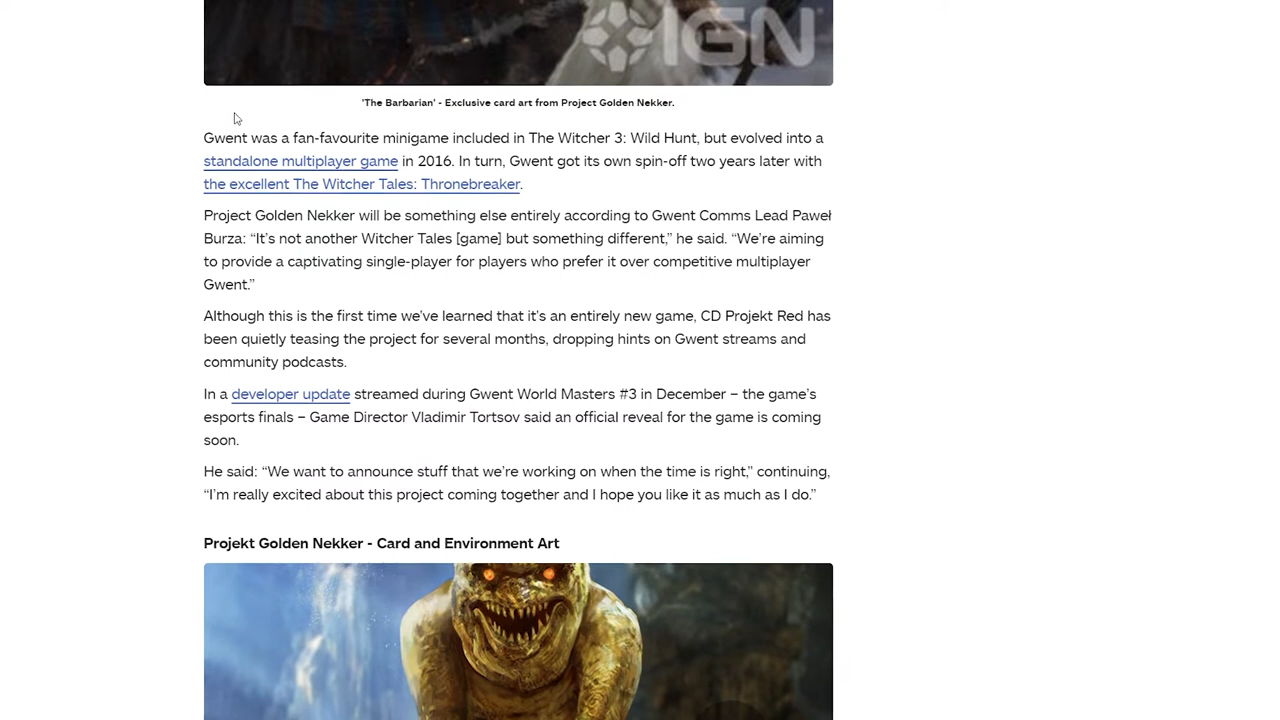 IGN
'The Barbarian' - Exclusive card art from Project Golden Nekker.
Gwent was a fan-favourite minigame included in The Witcher 3: Wild Hunt, but evolved into a
standalone multiplayer game in 2016. In turn, Gwent got its own spin-off two years later with
the excellent The Witcher Tales: Thronebreaker.
Project Golden Nekker will be something else entirely according to Gwent Comms Lead Paweł
Burza: “It’s not another Witcher Tales [game] but something different,” he said. “We’re aiming
to provide a captivating single-player for players who prefer it over competitive multiplayer
Gwent.”
Although this is the first time we’ve learned that it’s an entirely new game, CD Projekt Red has
been quietly teasing the project for several months, dropping hints on Gwent streams and
community podcasts.
In a developer update streamed during Gwent World Masters #3 in December – the game’s
esports finals – Game Director Vladimir Tortsov said an official reveal for the game is coming
soon.
He said: “We want to announce stuff that we’re working on when the time is right,” continuing,
“I’m really excited about this project coming together and I hope you like it as much as I do.”
Projekt Golden Nekker - Card and Environment Art